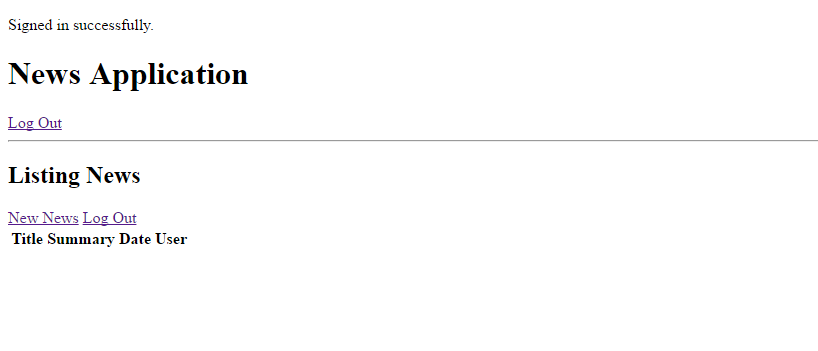 Signed in successfully.
News Application
Log Out
Listing News
New News Log Out
Title Summary Date User